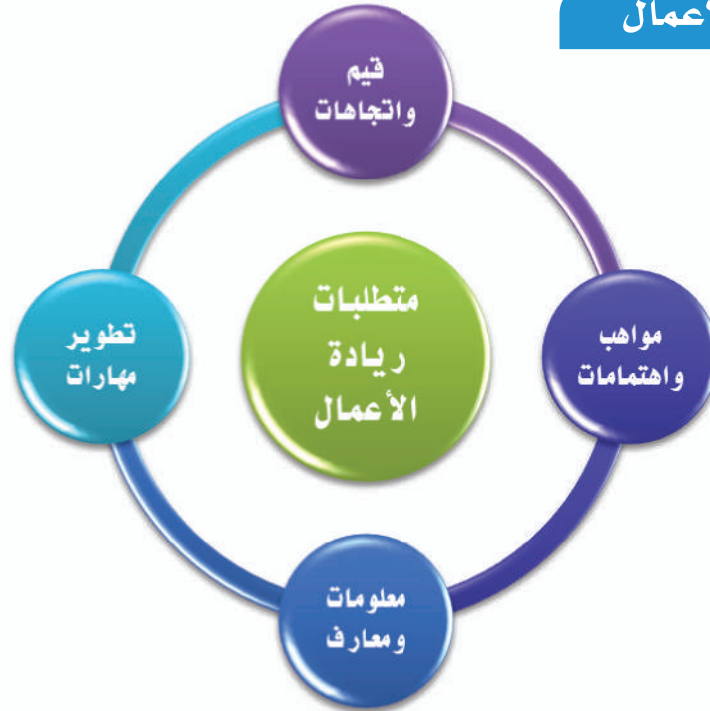 قيم
واتجاهات
متطلبات
ريادة
الأعمال
مواهب
واهتمامات
معلومات
ومعارف
تطوير
مهارات